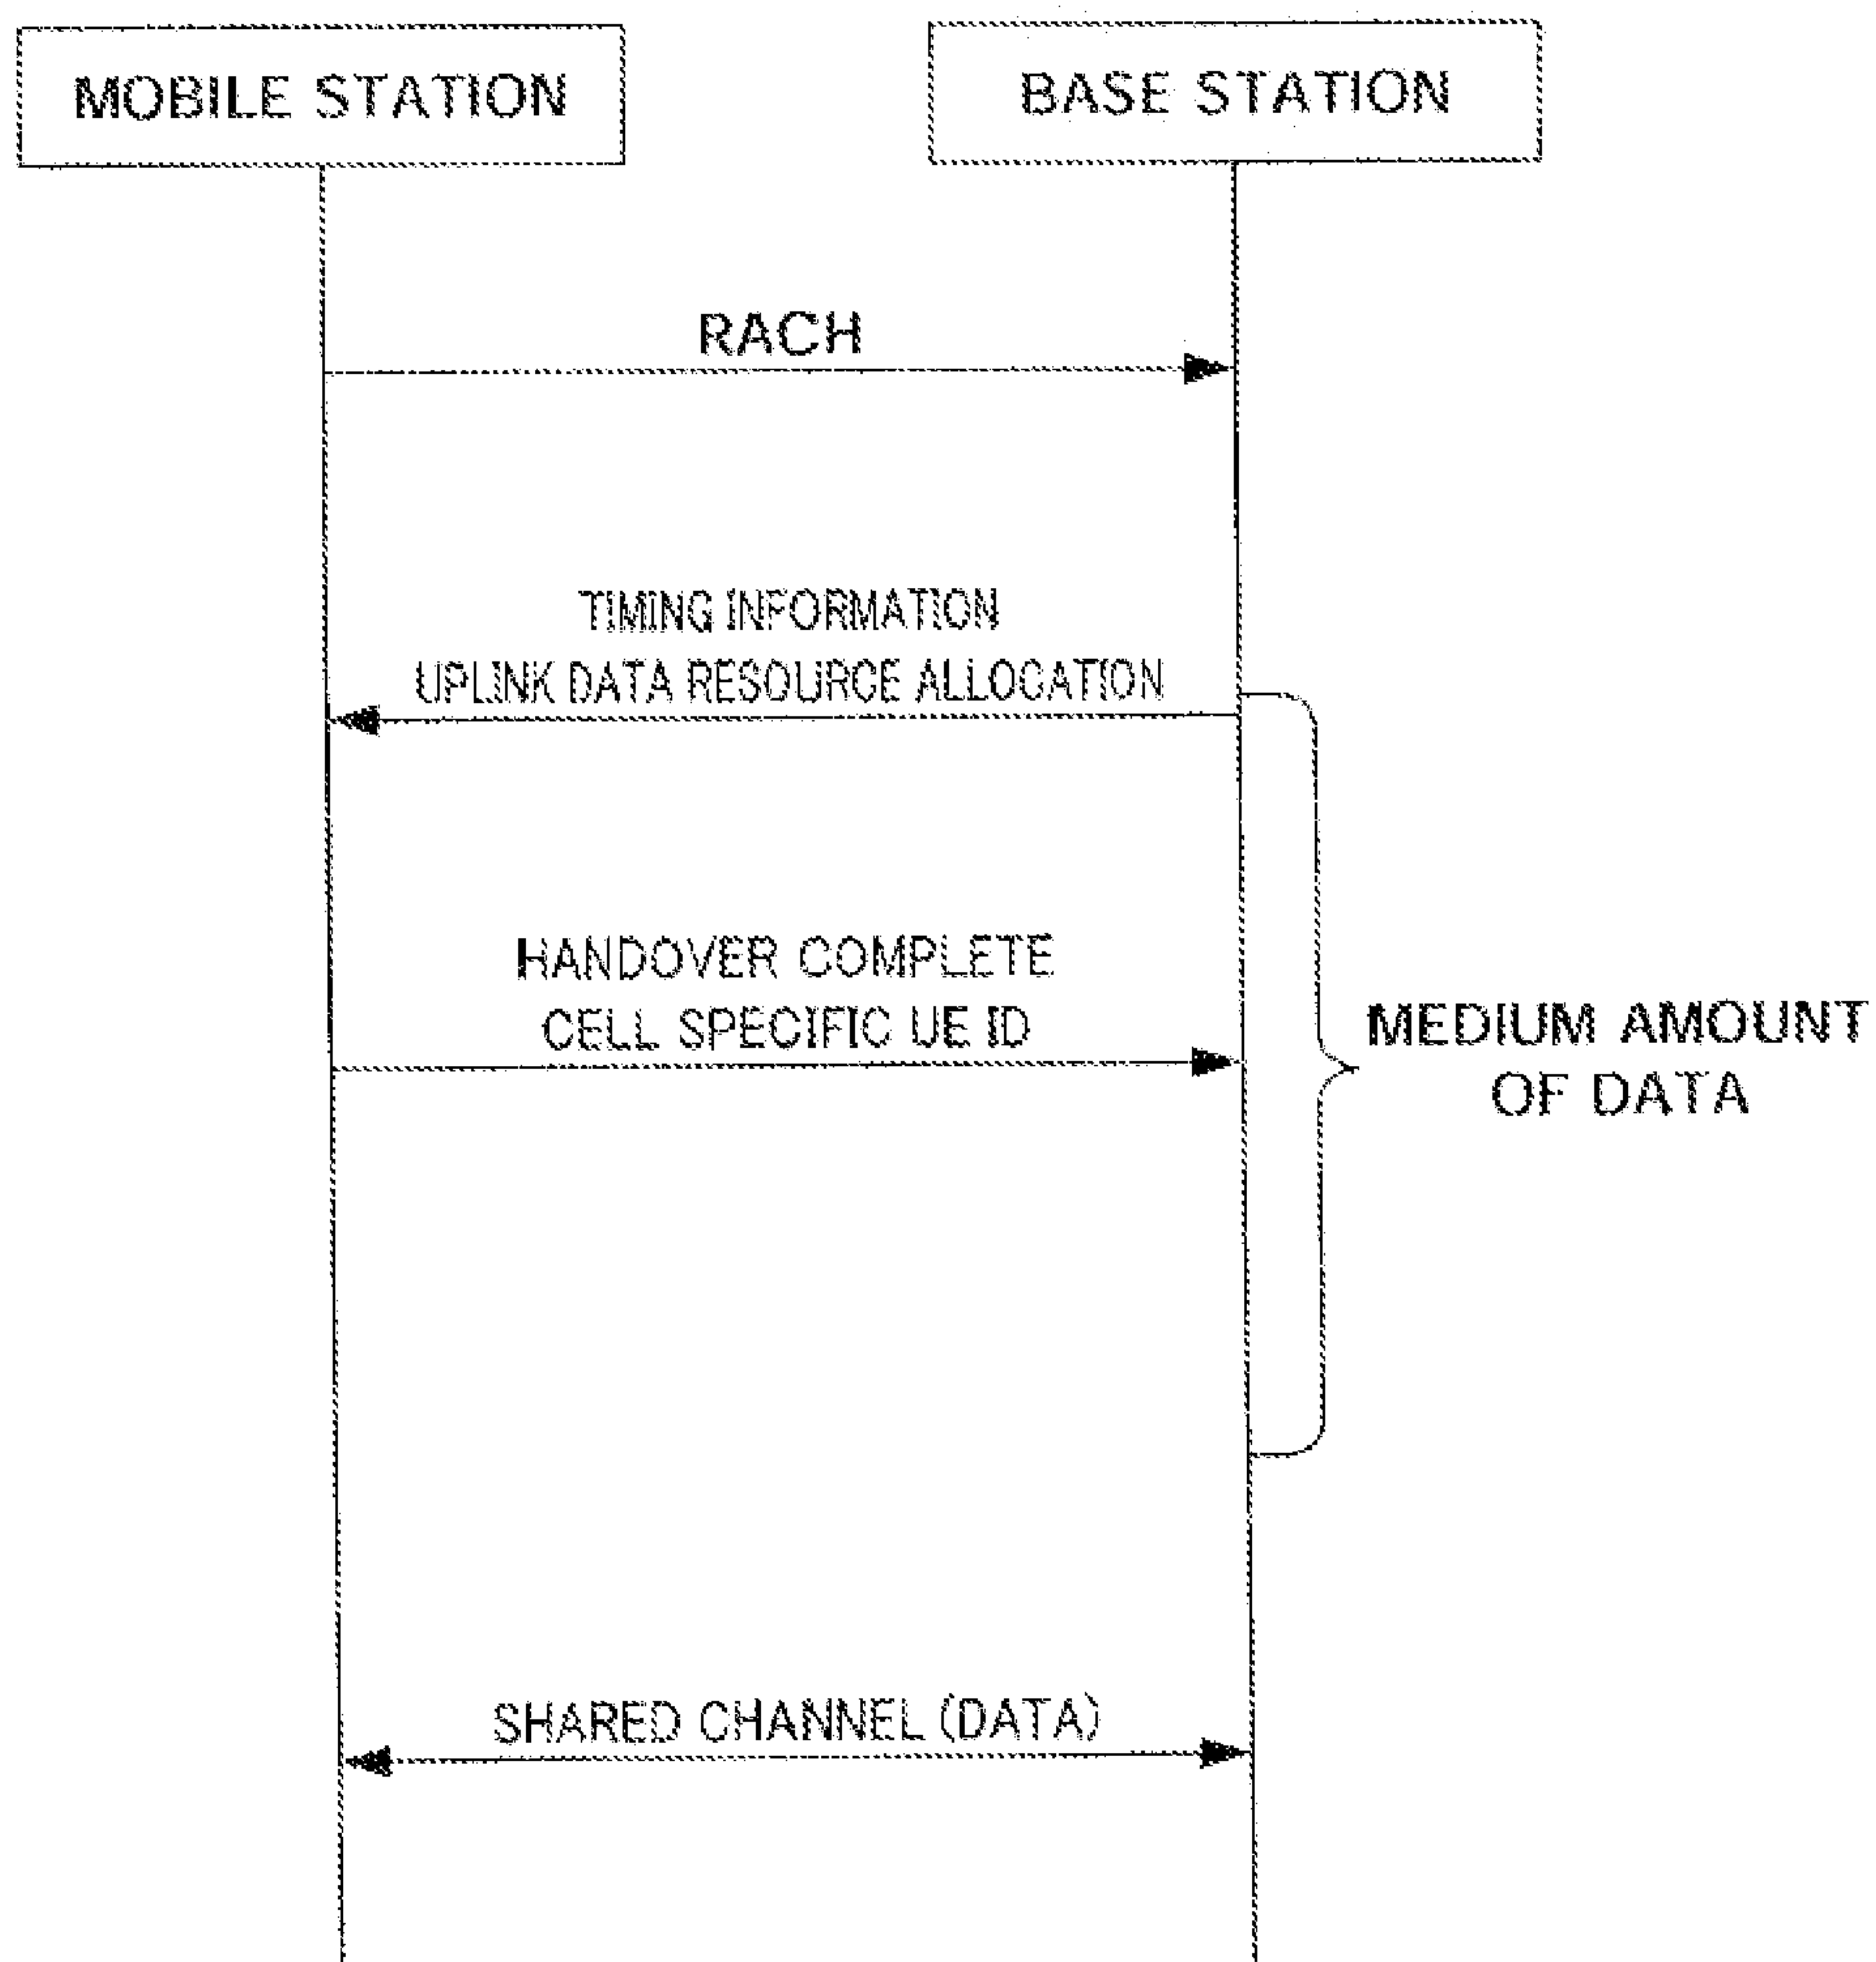 MOBILE STATION
BASE STATION
RACH
TIMING INFORMATION
UPLINK DATA RESOURCE ALLOCATION
HANDOVER COMPLETE
CELL SPECIFIC UE ID
MEDIUM AMOUNT
OF DATA
SHARED CHANNEL (DATA)